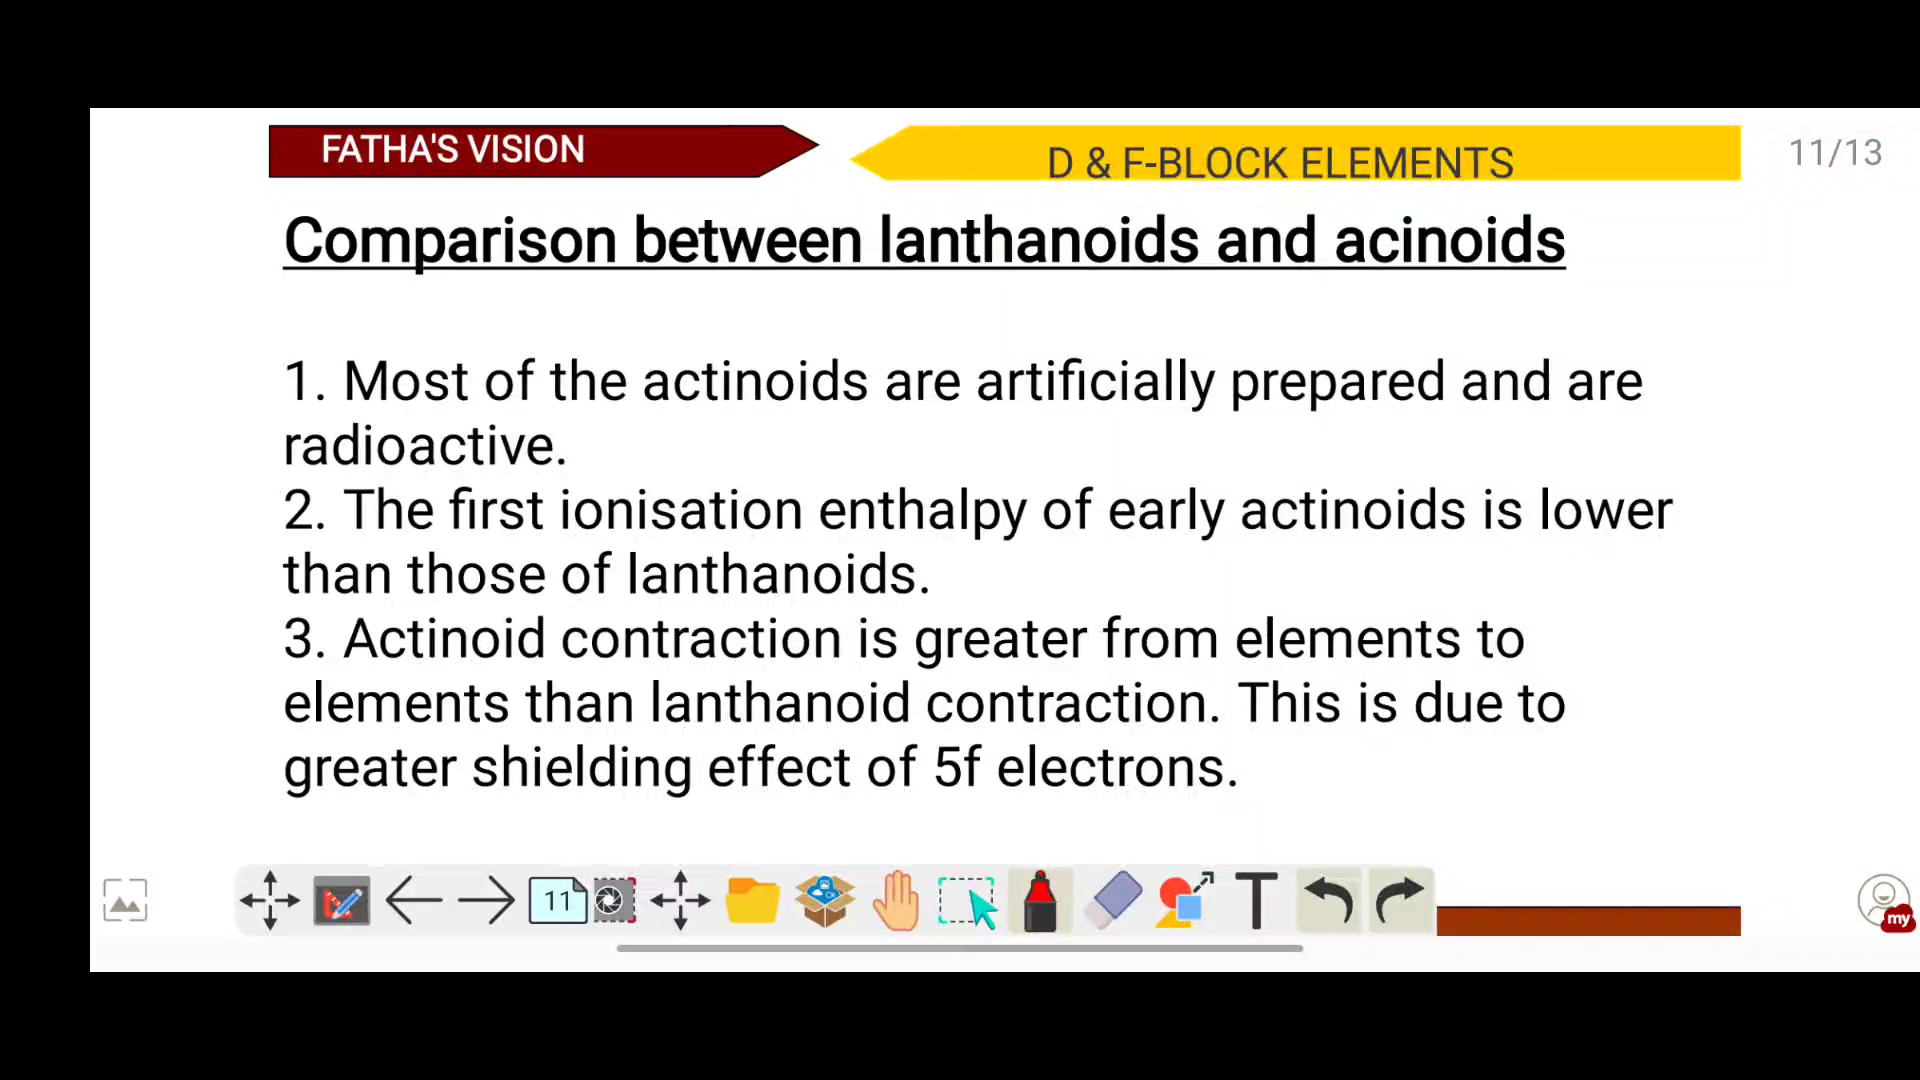 FATHA'S VISION
D & F-BLOCK ELEMENTS
11/13
Comparison between lanthanoids and acinoids
1. Most of the actinoids are artificially prepared and are
radioactive.
2. The first ionisation enthalpy of early actinoids is lower
than those of lanthanoids.
3. Actinoid contraction is greater from elements to
elements than lanthanoid contraction. This is due to
greater shielding effect of 5f electrons.
11
T
my